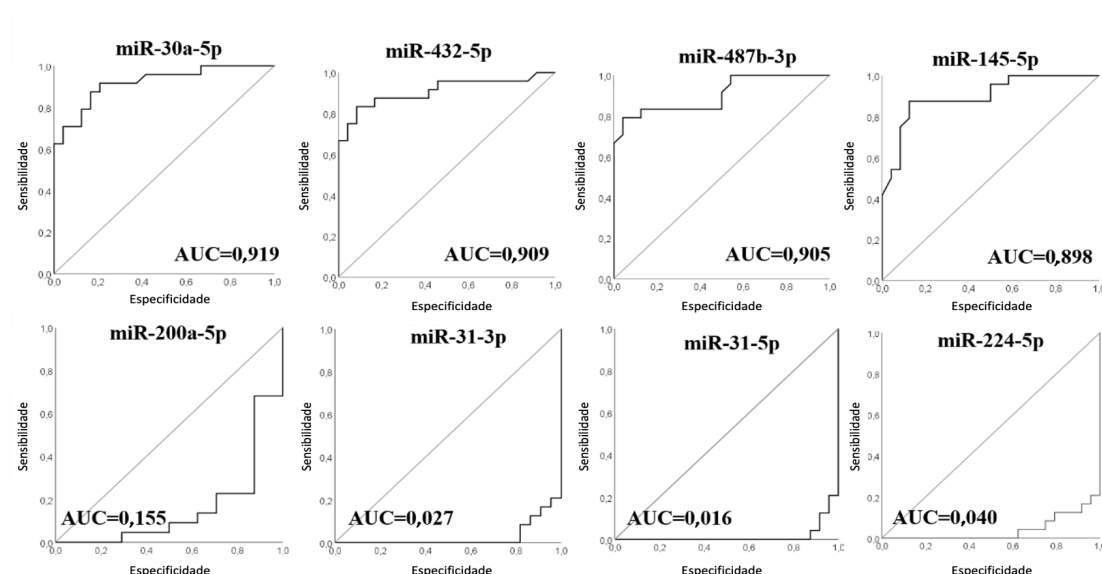 miR-30a-5p
1,0
0,8
0,6
0,4
0,2
0,0
Sensibilidade
AUC=0,919
0,0 0,2 0,4 0,6 0,8 1,0
Especificidade
miR-432-5p
1,0
0,8
0,6
0,4
0,2
0,0
Sensibilidade
AUC=0,909
0,0 0,2 0,4 0,6 0,8 1,0
Especificidade
miR-487b-3p
1,0
0,8
0,6
0,4
0,2
0,0
Sensibilidade
AUC=0,905
0,0 0,2 0,4 0,6 0,8 1,0
Especificidade
miR-145-5p
1,0
0,8
0,6
0,4
0,2
0,0
Sensibilidade
AUC=0,898
0,0 0,2 0,4 0,6 0,8 1,0
Especificidade
miR-200a-5p
1,0
0,8
0,6
0,4
0,2
0,0
Sensibilidade
AUC=0,155
0,0 0,2 0,4 0,6 0,8 1,0
Especificidade
miR-31-3p
1,0
0,8
0,6
0,4
0,2
0,0
Sensibilidade
AUC=0,027
0,0 0,2 0,4 0,6 0,8 1,0
Especificidade
miR-31-5p
1,0
0,8
0,6
0,4
0,2
0,0
Sensibilidade
AUC=0,016
0,0 0,2 0,4 0,6 0,8 1,0
Especificidade
miR-224-5p
1,0
0,8
0,6
0,4
0,2
0,0
Sensibilidade
AUC=0,040
0,0 0,2 0,4 0,6 0,8 1,0
Especificidade